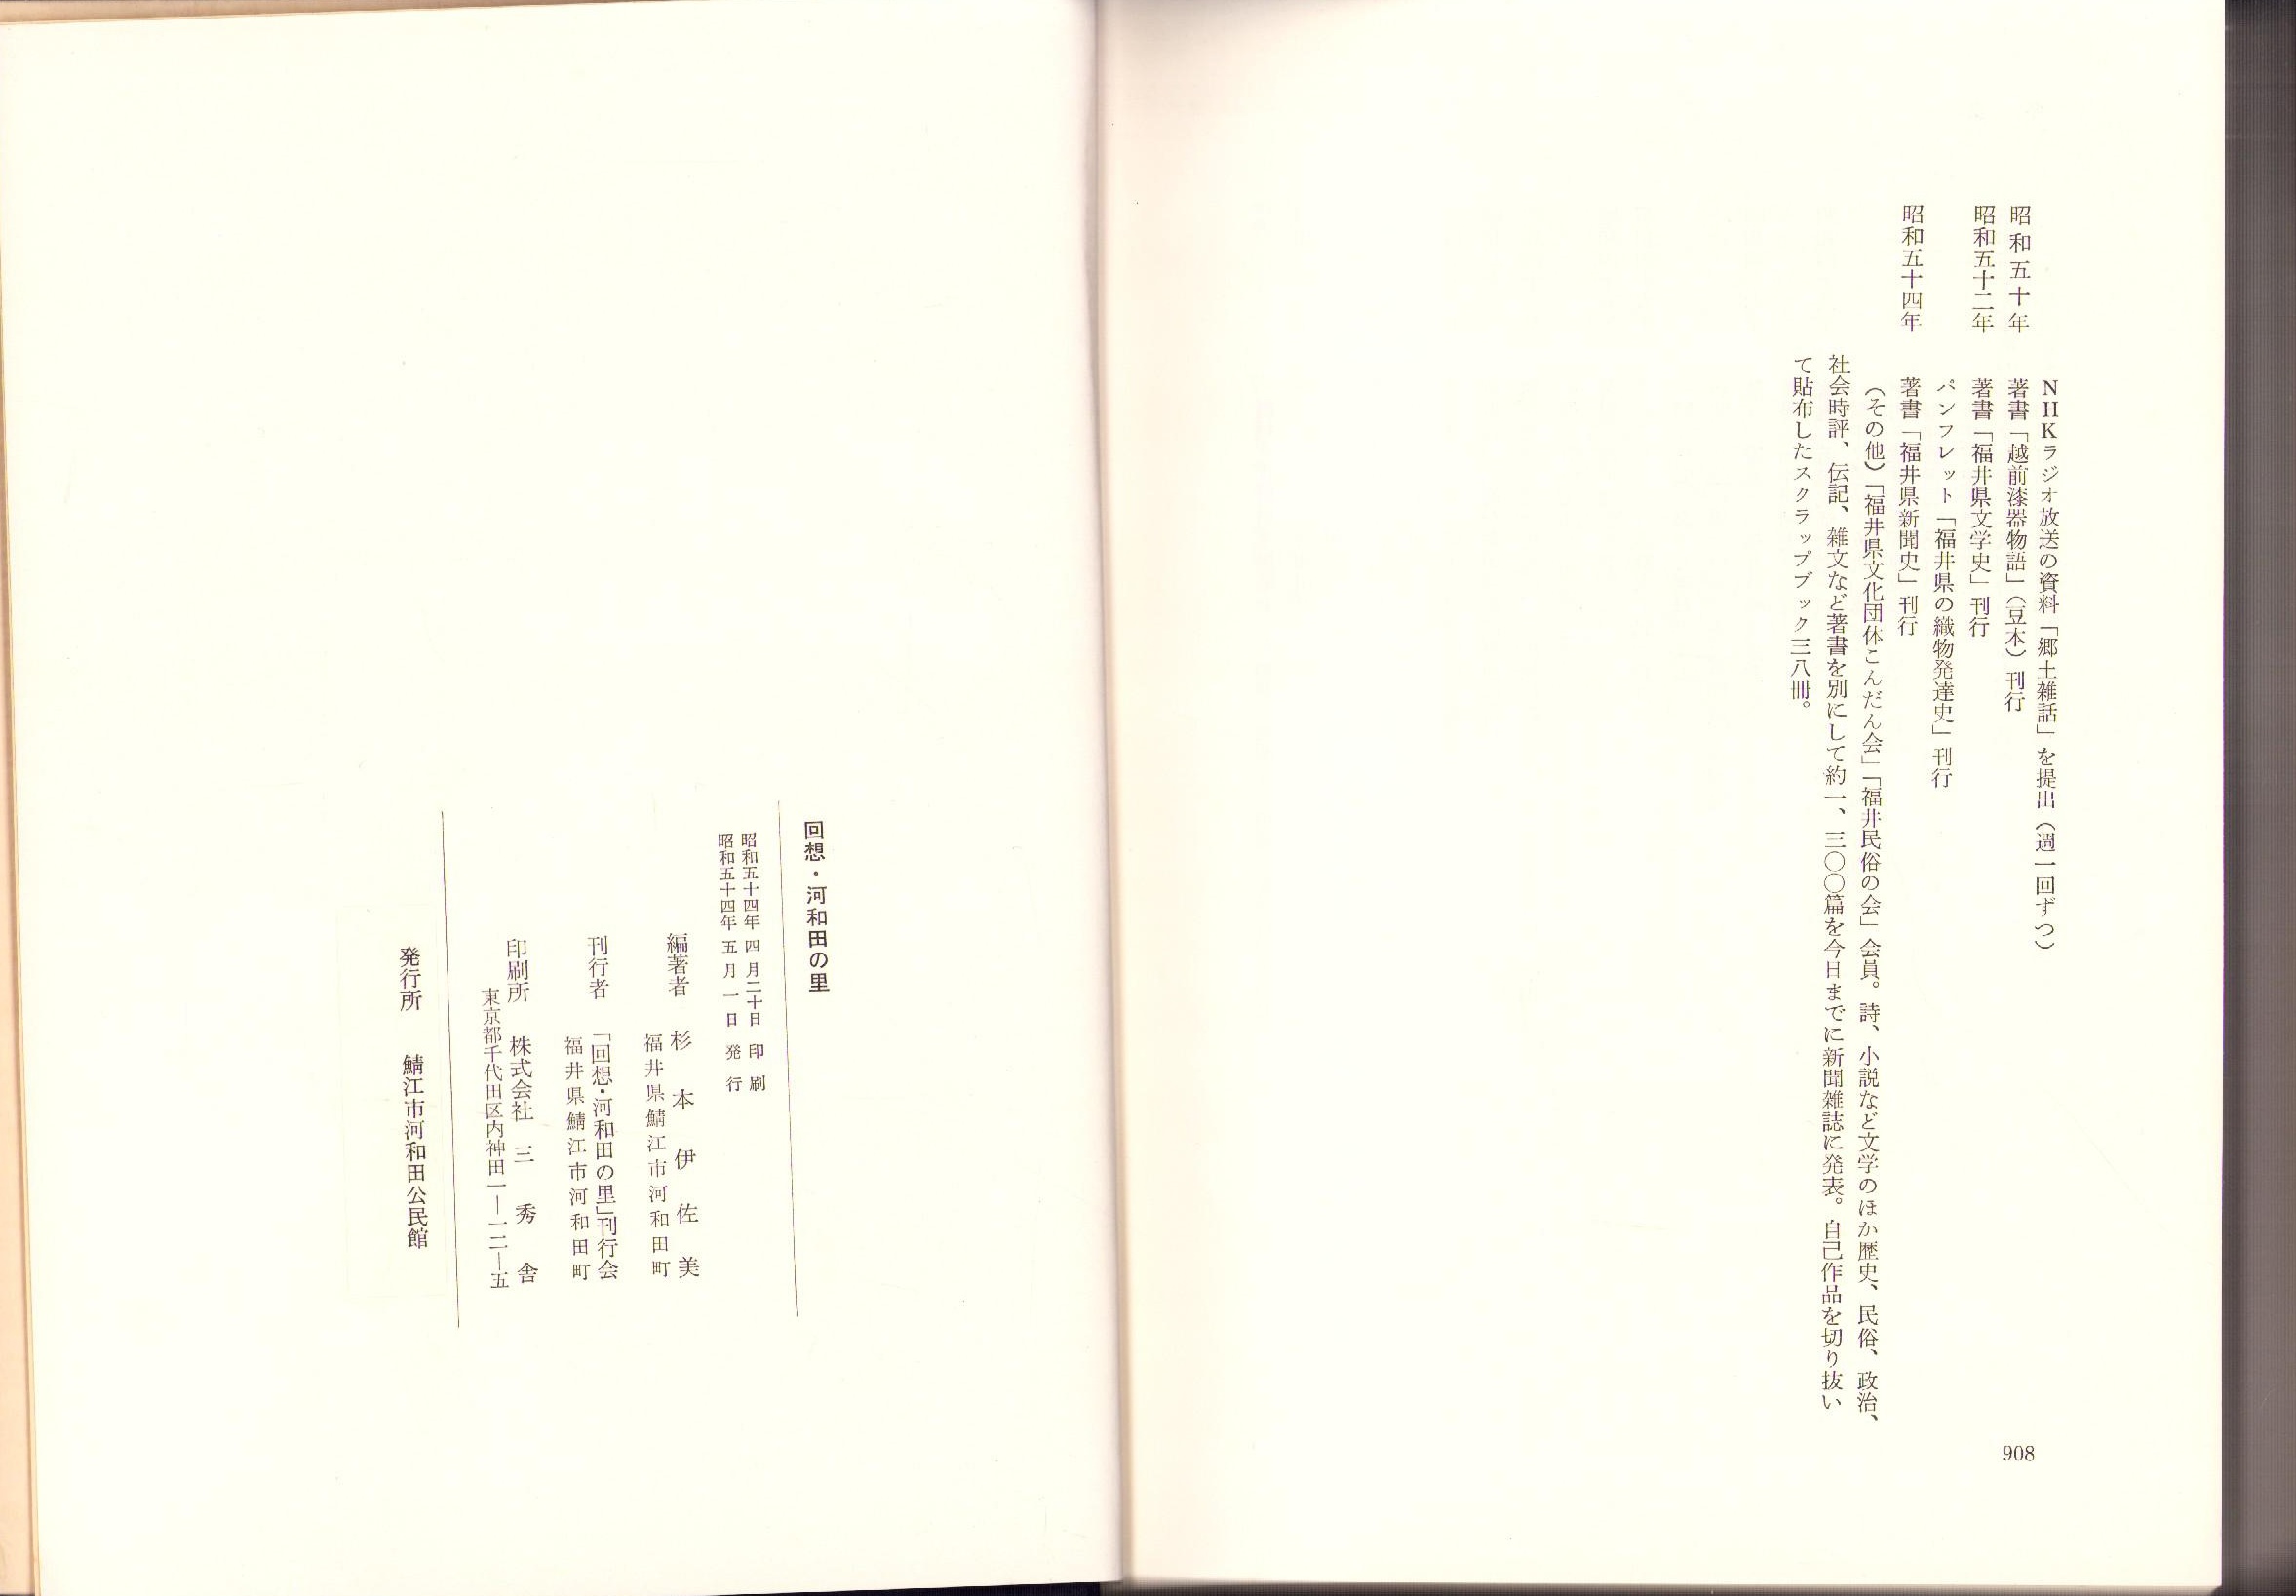 NHKラジオ放送の資料「郷土雑話」を提出（週一回ずつ）
昭和五十年　著書「越前漆器物語」（豆本）刊行
昭和五十二年　著書「福井県文学史」刊行
パンフレット「福井県の織物発達史」刊行
昭和五十四年　著書「福井県新聞史」刊行
（その他）「福井県文化団体こんだん会」「福井民俗の会」会員。詩、小説など文学のほか歴史、民俗、政治、
社会時評、伝記、雑文など著書を別にして約一、三〇〇篇を今日までに新聞雑誌に発表。自己作品を切り抜い
て貼布したスクラップブック三八冊。
908
回想・河和田の里
昭和五十四年四月二十日　印刷
昭和五十四年五月一日　発行
編著者　杉本伊佐美
福井県鯖江市河和田町
刊行者　「回想・河和田の里」刊行会
福井県鯖江市河和田町
印刷所　株式会社　三秀舎
東京都千代田区内神田一―一二―五
発行所　鯖江市河和田公民館